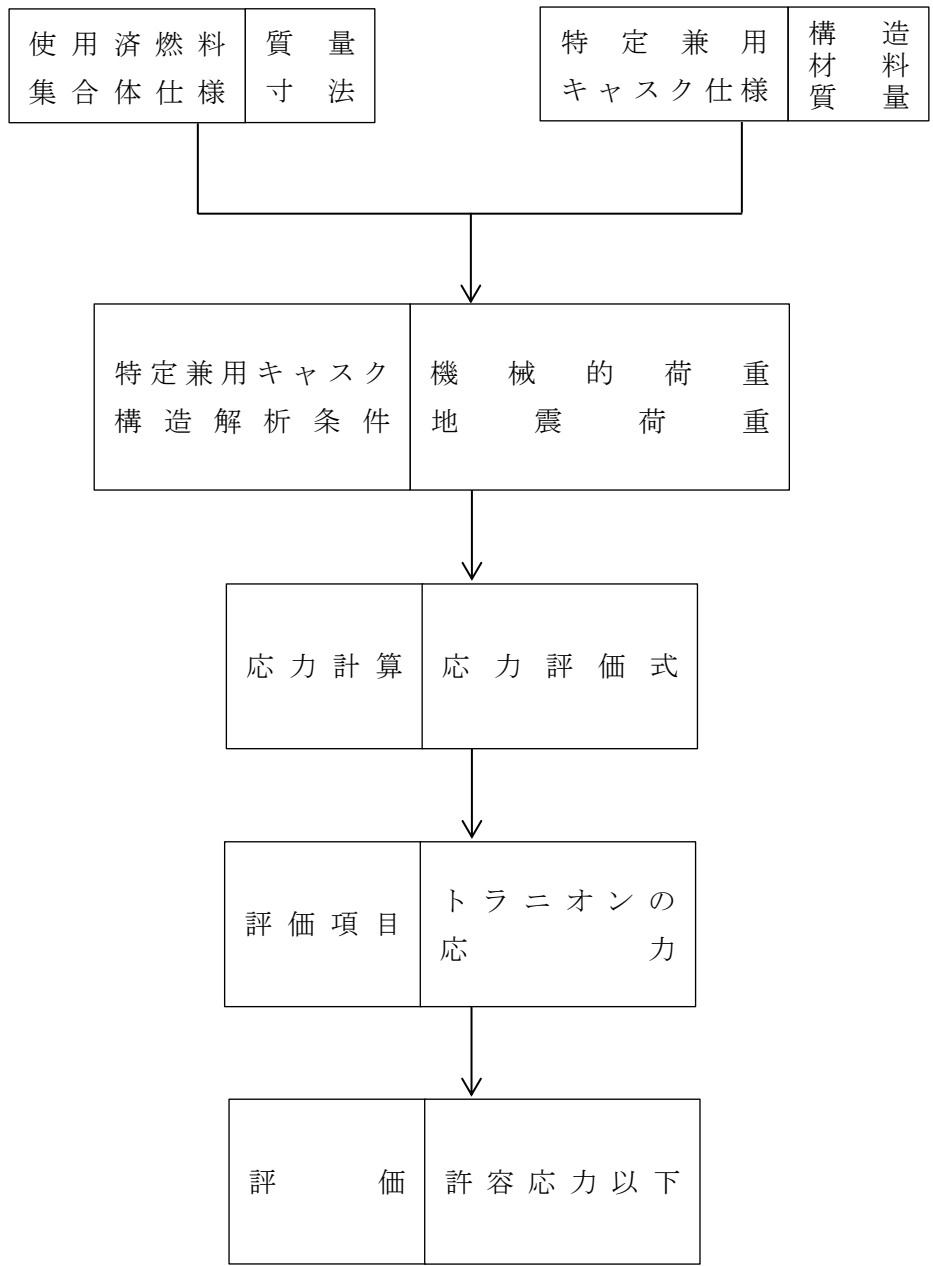 使用済燃料
集合体仕様
質量
寸法
特定兼用
キャスク仕様
構造
材料
質量
特定兼用キャスク
構造解析条件
機械的荷重
地震荷重
応力計算
応力評価式
評価項目
トラニオンの
応力
評価
許容応力以下